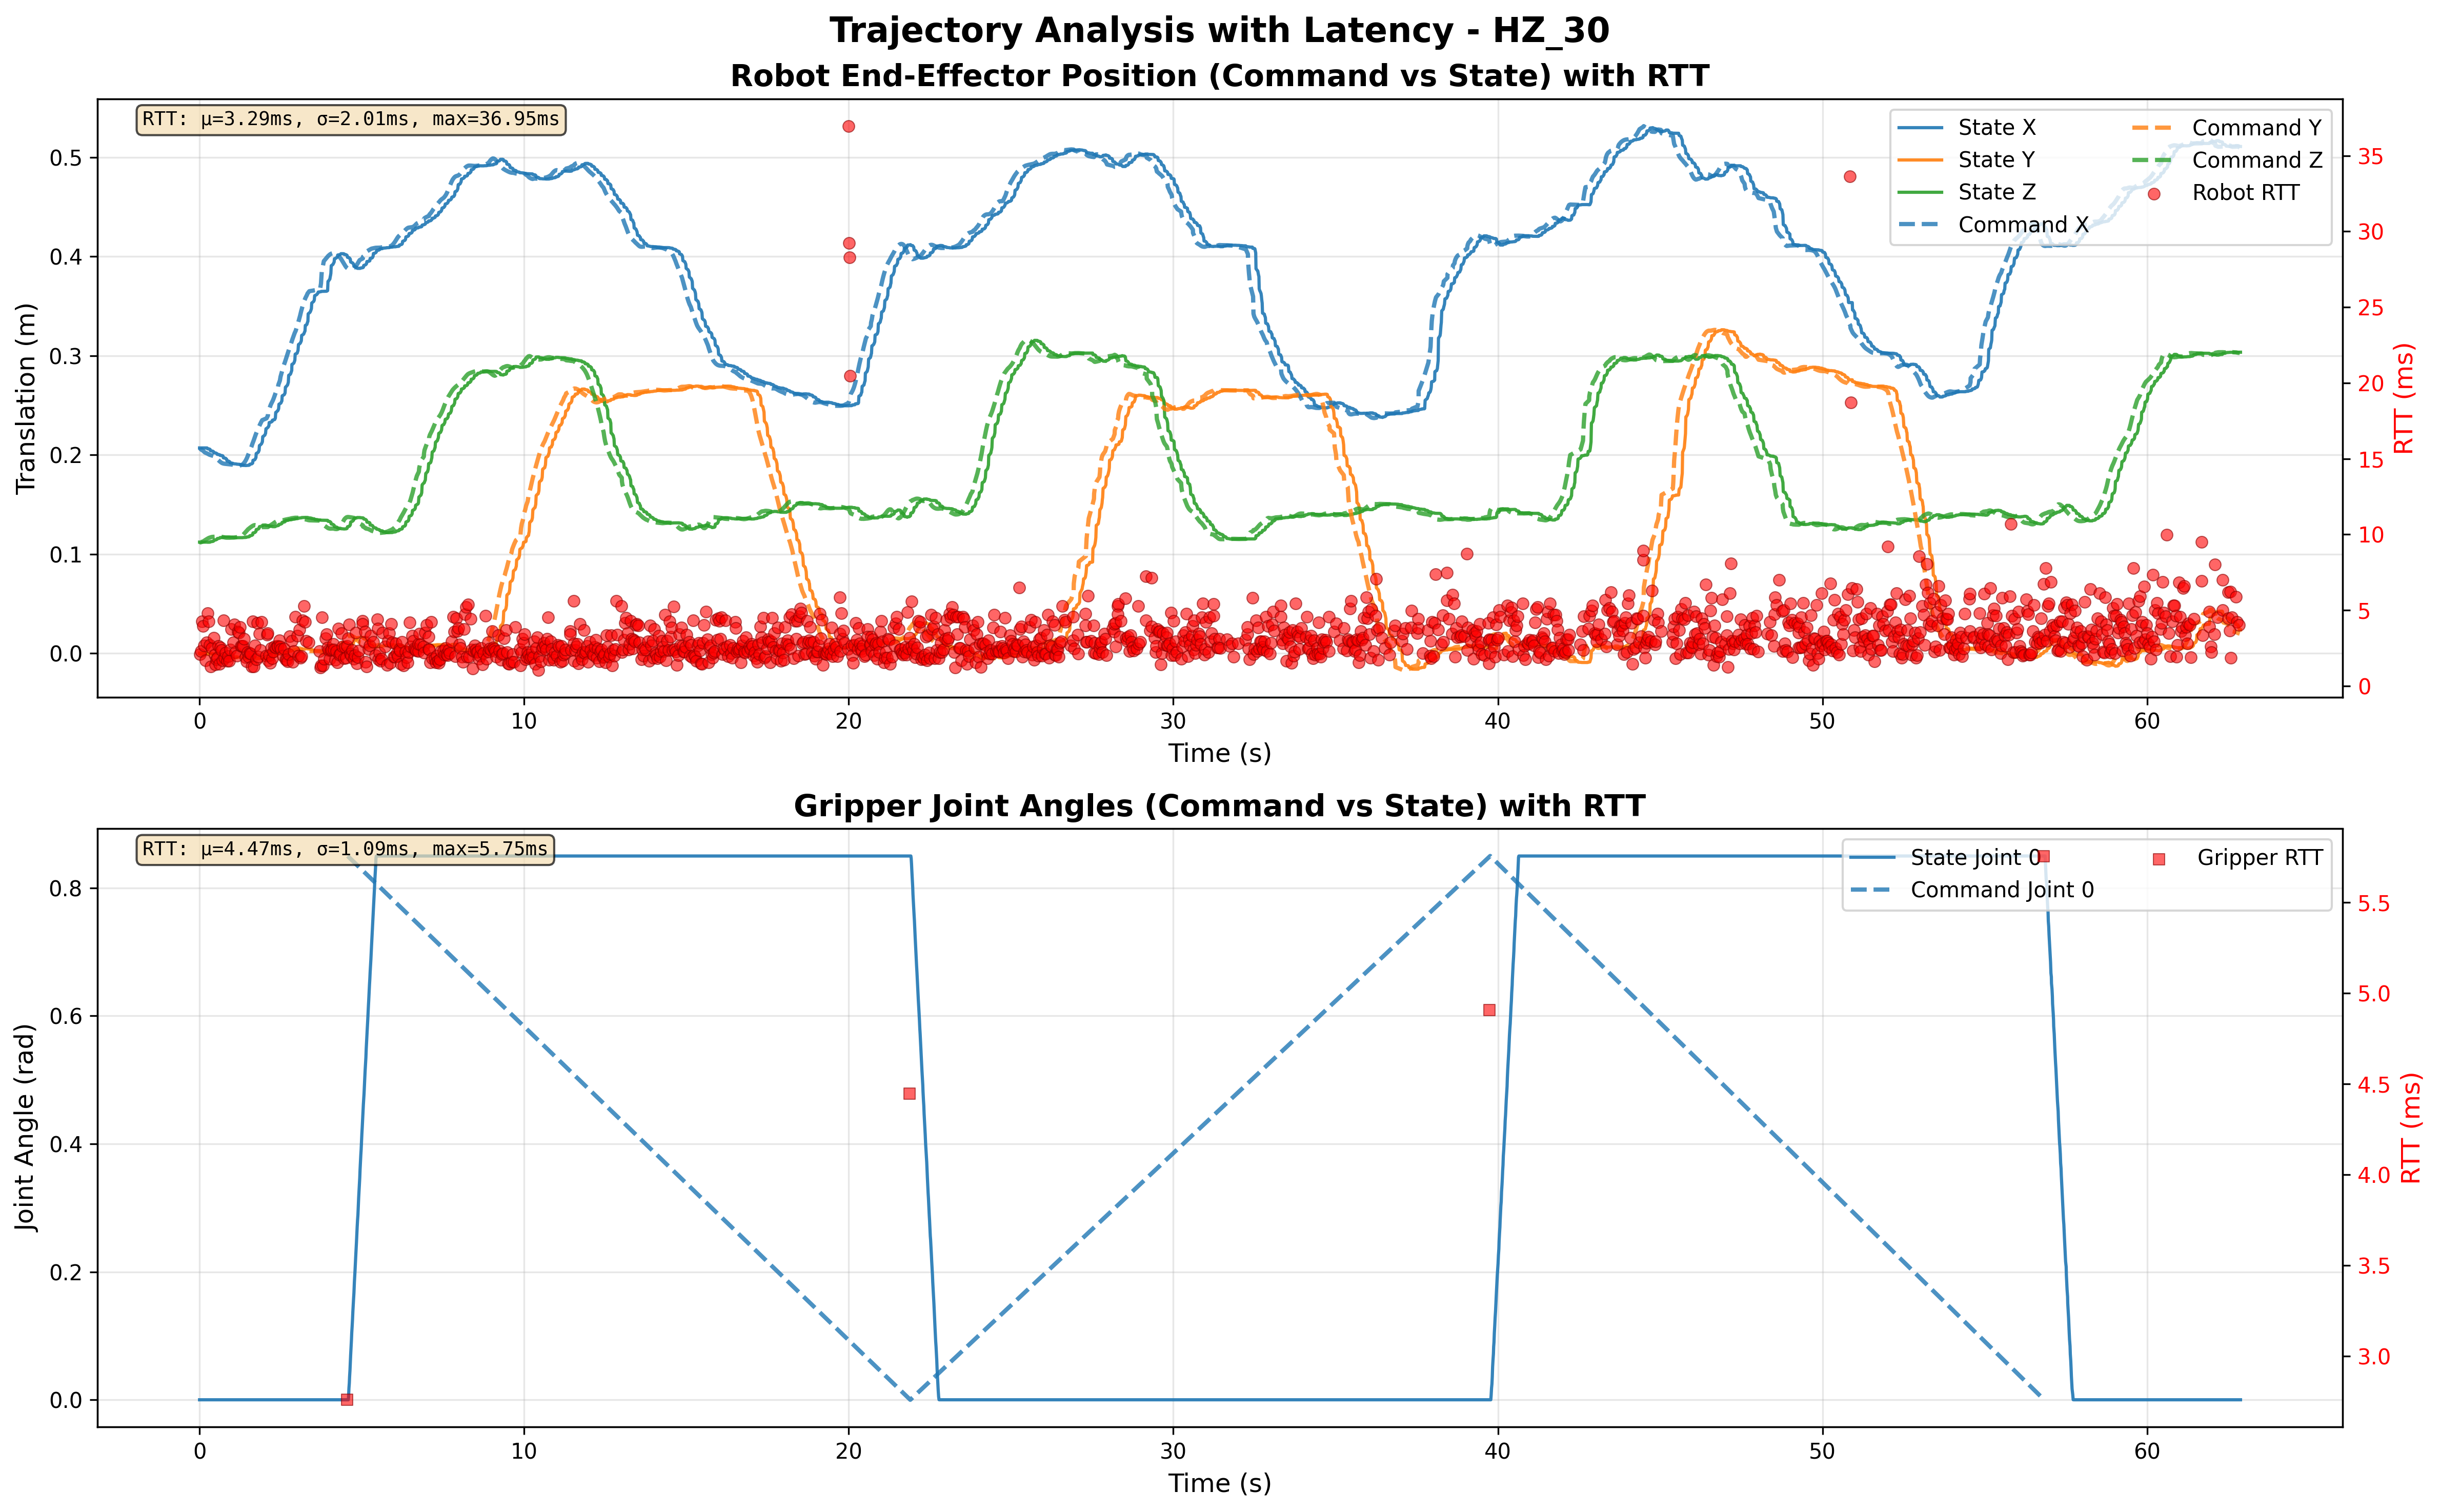 Trajectory Analysis with Latency - HZ_30
Robot End-Effector Position (Command vs State) with RTT
RTT: μ=3.29ms, σ=2.01ms, max=36.95ms
State X
State Y
State Z
Command X
Command Y
Command Z
Robot RTT
Translation (m)
0.5
0.4
0.3
0.2
0.1
0.0
RTT (ms)
35
30
25
20
15
10
5
0
0 10 20 30 40 50 60
Time (s)
Gripper Joint Angles (Command vs State) with RTT
RTT: μ=4.47ms, σ=1.09ms, max=5.75ms
State Joint 0
Command Joint 0
Gripper RTT
Joint Angle (rad)
0.8
0.6
0.4
0.2
0.0
RTT (ms)
5.5
5.0
4.5
4.0
3.5
3.0
0 10 20 30 40 50 60
Time (s)